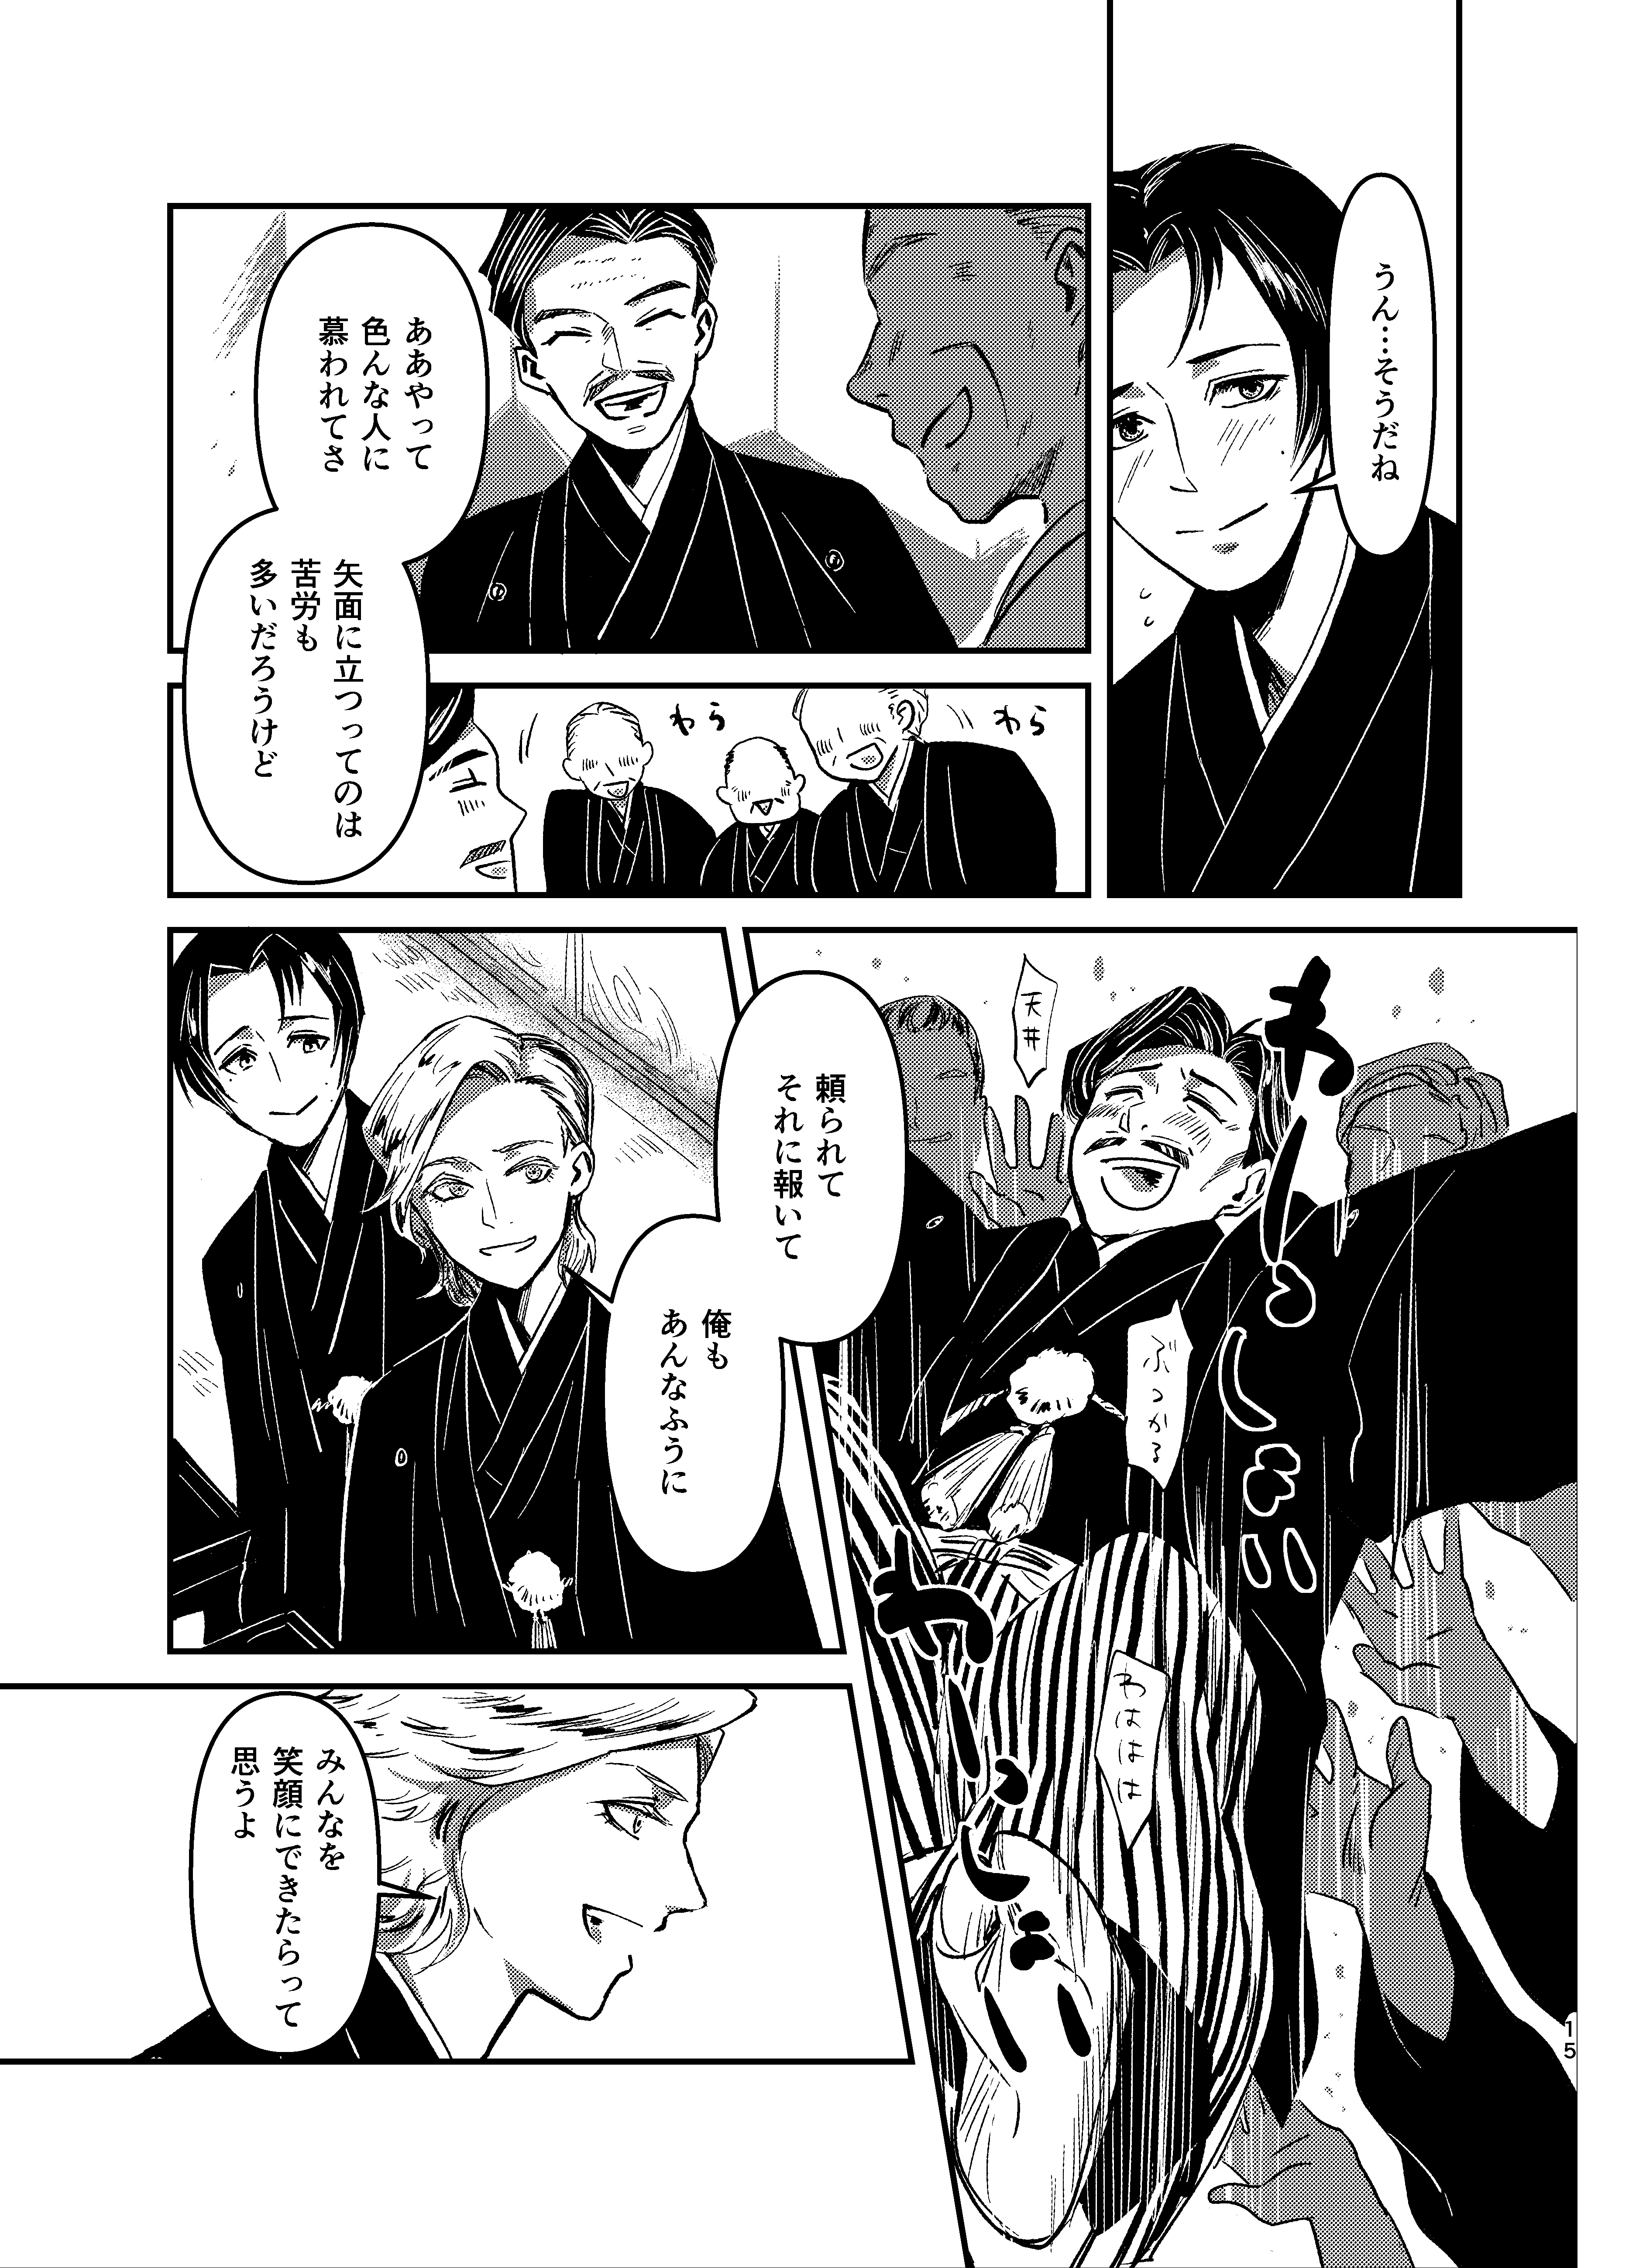 うん…そうだね
ああやって
色んな人に
慕われてさ
矢面に立つってのは
苦労も
多いだろうけど
わら
わら
わーっしょい
天井
ぶつかる
わーっしょい
わははは
頼られて
それに報いて
俺も
あんなふうに
みんなを
笑顔にできたらって
思うよ
15